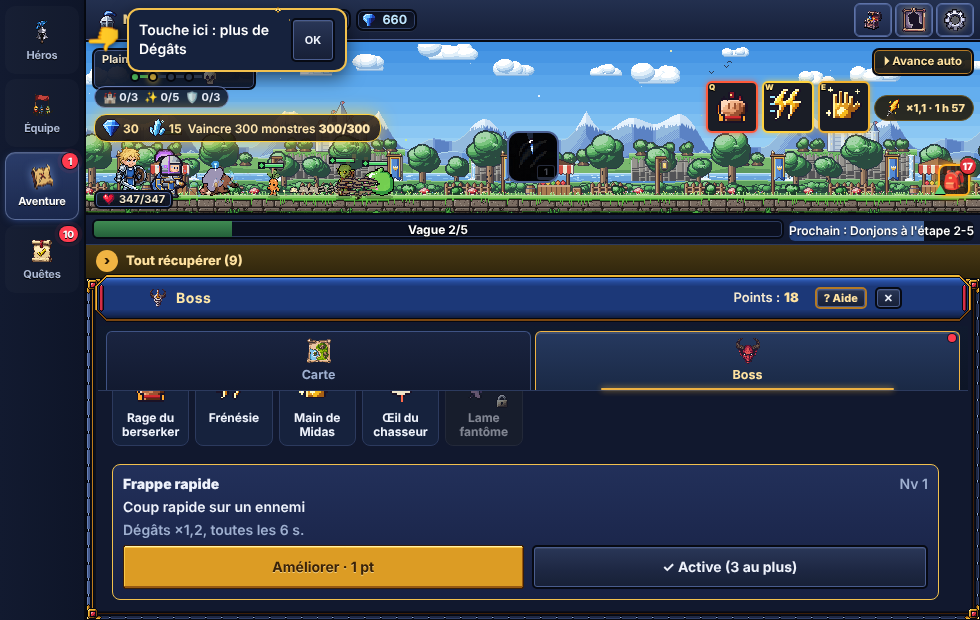 Héros
Équipe
1
Aventure
10
Quêtes
Touche ici : plus de
Dégâts
OK
660
Plain
0/3 0/5 0/3
30 15 Vaincre 300 monstres 300/300
Q
W
E
Avance auto
×1,1 · 1 h 57
1
17
347/347
Vague 2/5
Prochain : Donjons à l'étape 2-5
Tout récupérer (9)
Boss
Points : 18
? Aide
×
Carte
Boss
Rage du
berserker
Frénésie
Main de
Midas
Œil du
chasseur
Lame
fantôme
Frappe rapide
Nv 1
Coup rapide sur un ennemi
Dégâts ×1,2, toutes les 6 s.
Améliorer · 1 pt
✓ Active (3 au plus)